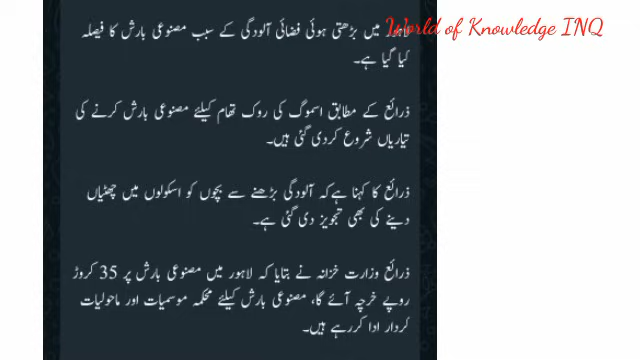 World of Knowledge INQ
لاہور میں بڑھتی ہوئی فضائی آلودگی کے سبب مصنوعی بارش کا فیصلہ
کیا گیا ہے۔
ذرائع کے مطابق اسموگ کی روک تھام کیلئے مصنوعی بارش کرنے کی
تیاریاں شروع کردی گئی ہیں۔
ذرائع کا کہنا ہے کہ آلودگی بڑھنے سے بچوں کو اسکولوں میں چھٹیاں
دینے کی بھی تجویز دی گئی ہے۔
ذرائع وزارت خزانہ نے بتایا کہ لاہور میں مصنوعی بارش پر 35 کروڑ
روپے خرچہ آئے گا، مصنوعی بارش کیلئے محکمہ موسمیات اور ماحولیات
کردار ادا کررہے ہیں۔